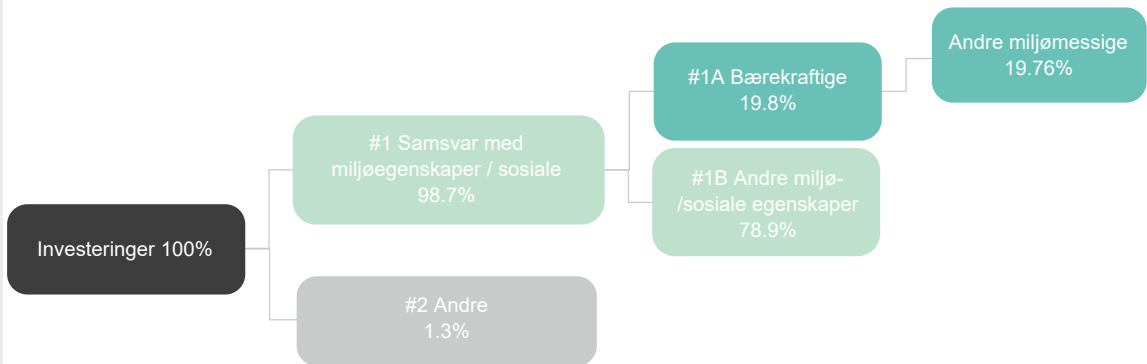 Investeringer 100%
#1 Samsvar med
miljøegenskaper / sosiale
98.7%
#2 Andre
1.3%
#1A Bærekraftige
19.8%
#1B Andre miljø-
/sosiale egenskaper
78.9%
Andre miljømessige
19.76%